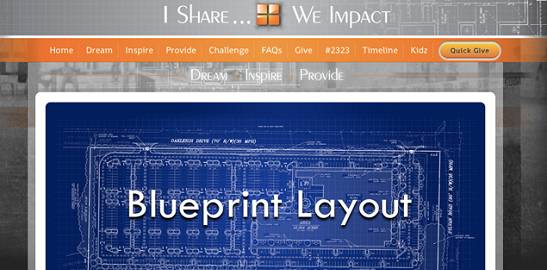 I Share... We Impact
Home Dream Inspire Provide Challenge FAQs Give #2323 Timeline Kidz Quick Give
Dream Inspire Provide
Blueprint Layout